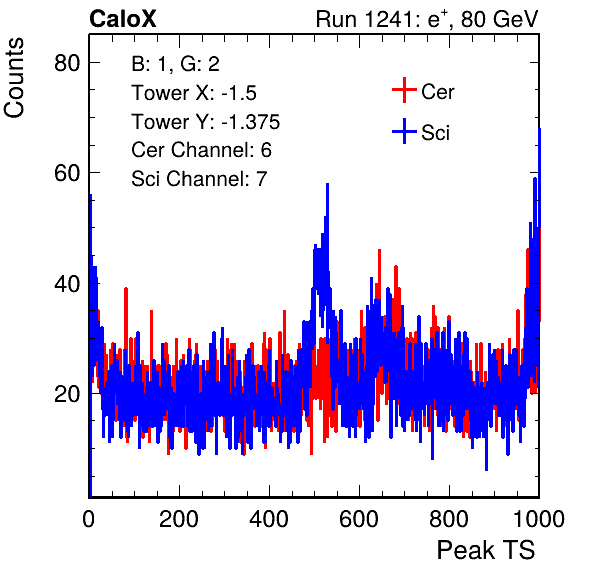 CaloX
Run 1241: e+, 80 GeV
Counts
B: 1, G: 2
Tower X: -1.5
Tower Y: -1.375
Cer Channel: 6
Sci Channel: 7
Cer
Sci
80
60
40
20
0
200
400
600
800
1000
Peak TS